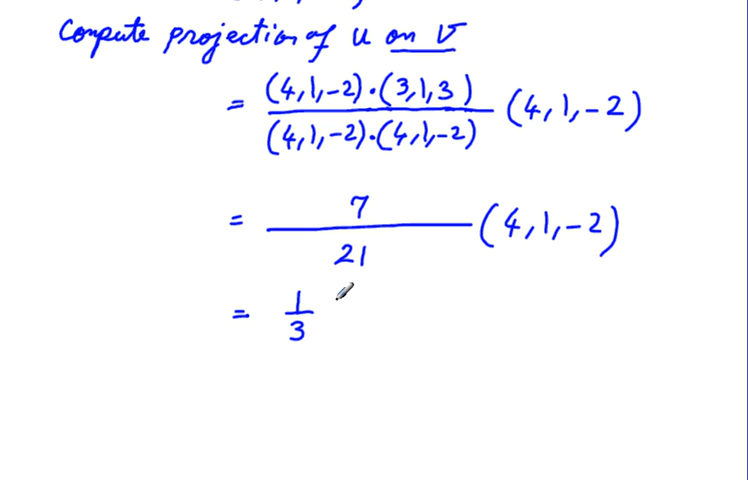 Compute projection of u on v
= (4,1,-2)·(3,1,3) / (4,1,-2)·(4,1,-2) (4,1,-2)
= 7 / 21 (4,1,-2)
= 1 / 3